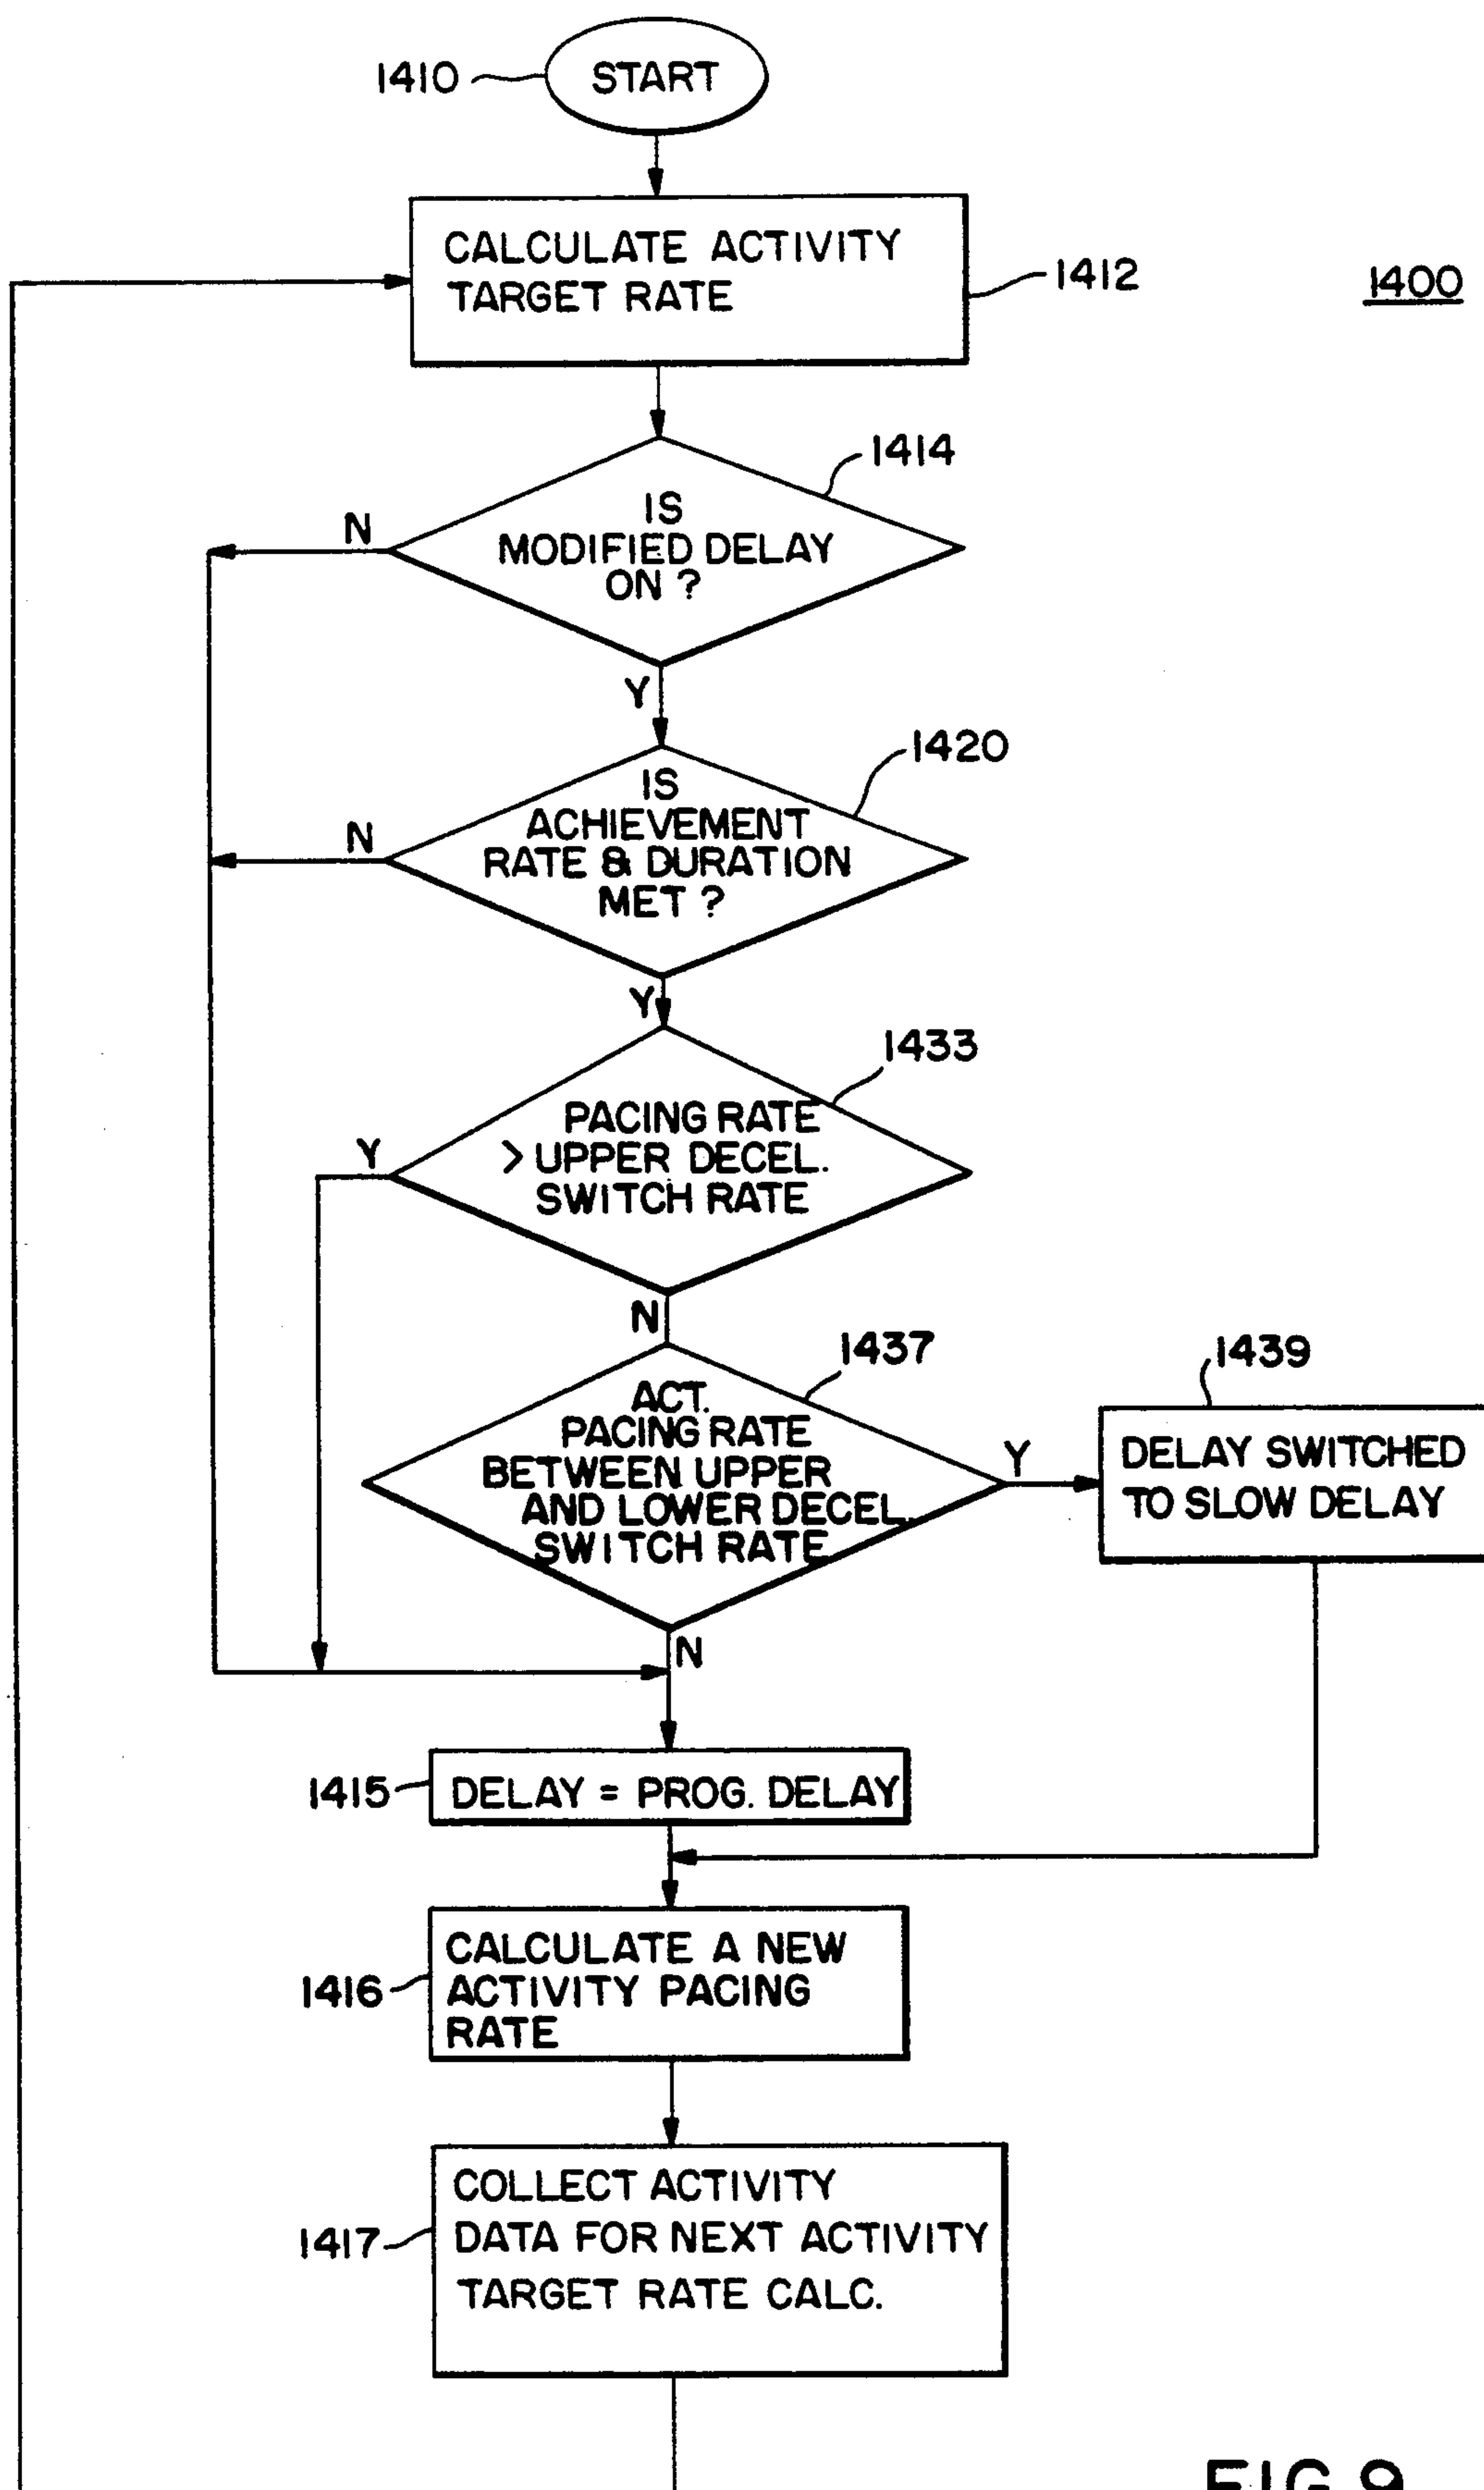 1410
START
CALCULATE ACTIVITY
TARGET RATE
1412
1400
1414
IS
MODIFIED DELAY
ON ?
N
Y
1420
IS
ACHIEVEMENT
RATE & DURATION
MET ?
N
Y
1433
PACING RATE
> UPPER DECEL.
SWITCH RATE
Y
N
1437
ACT.
PACING RATE
BETWEEN UPPER
AND LOWER DECEL.
SWITCH RATE
Y
N
1439
DELAY SWITCHED
TO SLOW DELAY
1415
DELAY = PROG. DELAY
1416
CALCULATE A NEW
ACTIVITY PACING
RATE
1417
COLLECT ACTIVITY
DATA FOR NEXT ACTIVITY
TARGET RATE CALC.
FIG.9